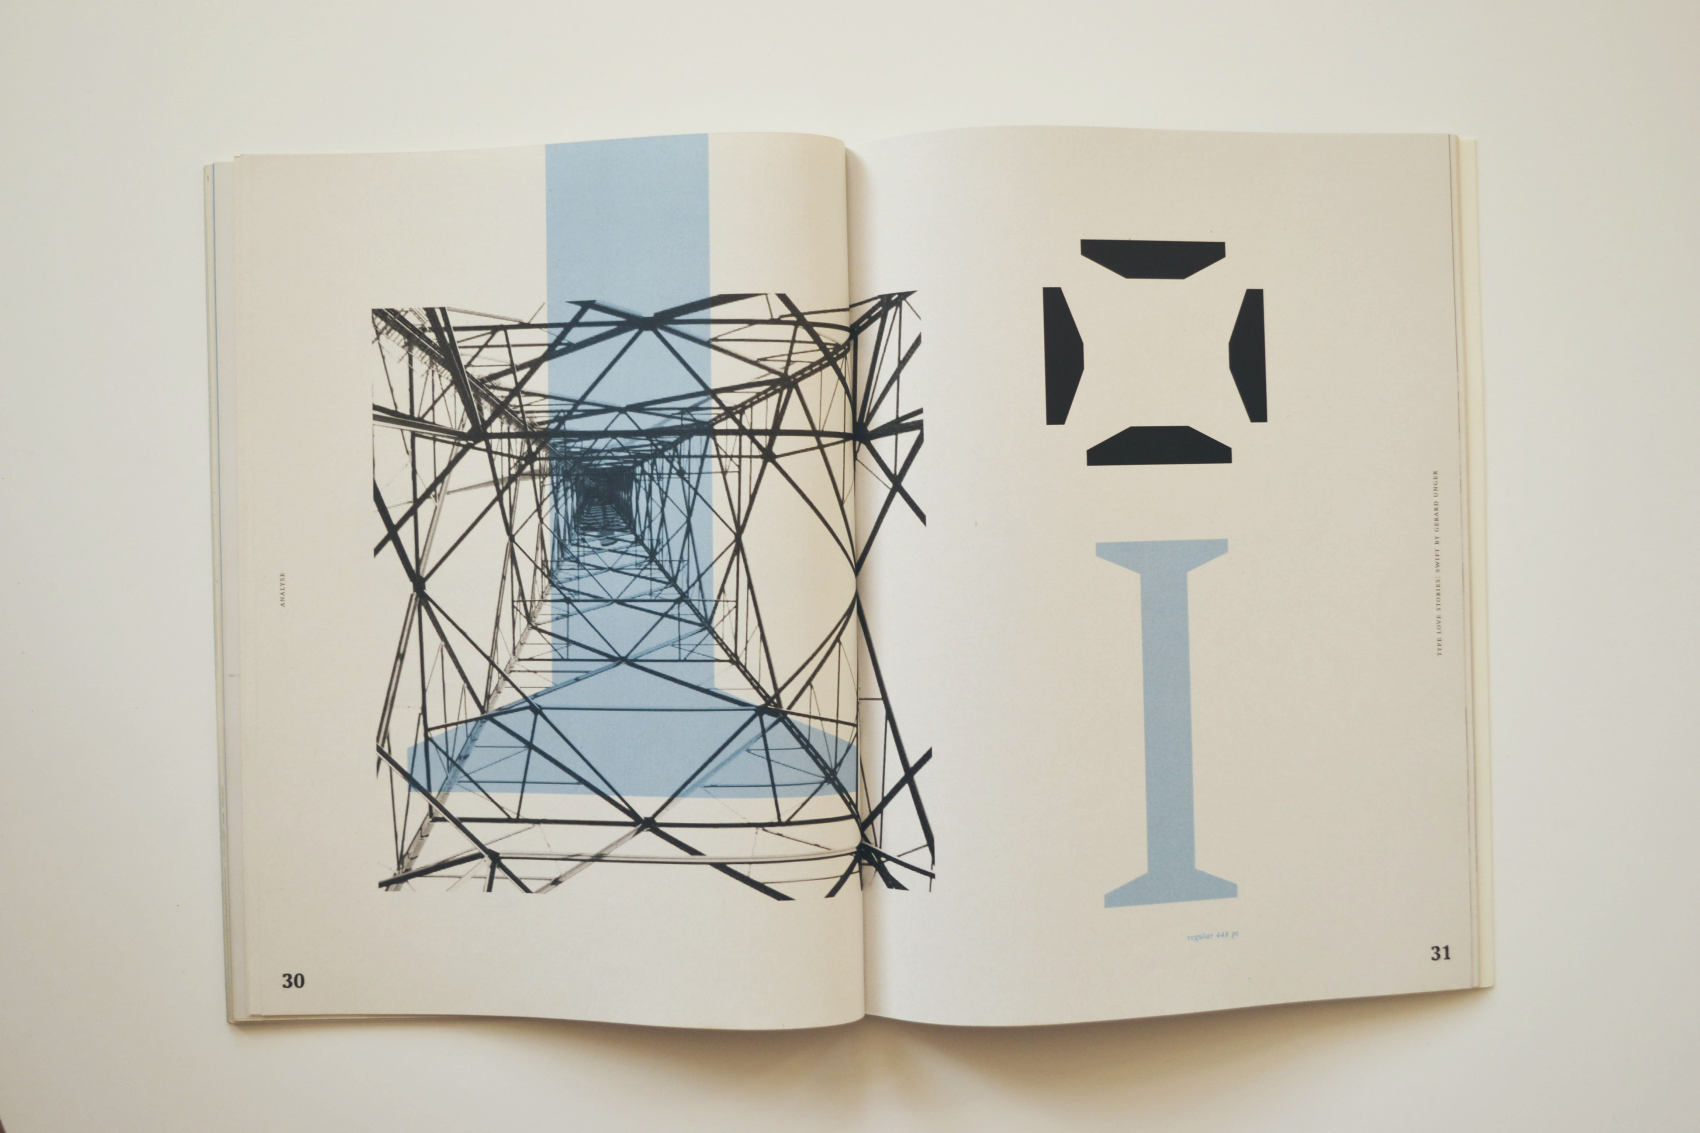 ANALYSE
30
I
regular 448 pt
TYPE LOVE STORIES: SWIFT BY GERARD UNGER
31